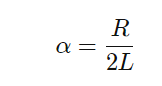 α = R / 2L